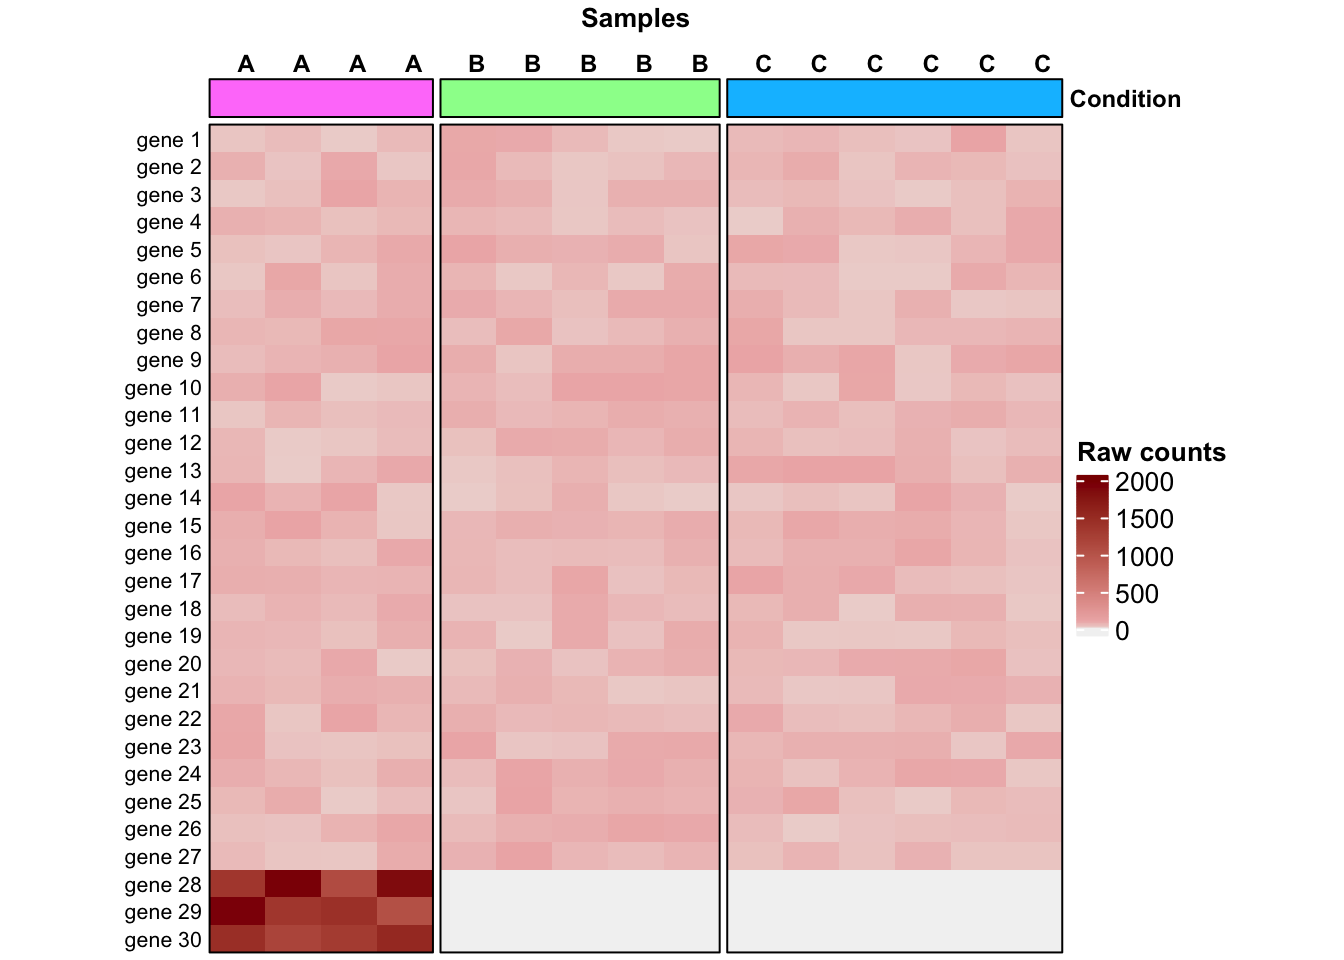 Samples
A A A A B B B B B C C C C C C
Condition
gene 1
gene 2
gene 3
gene 4
gene 5
gene 6
gene 7
gene 8
gene 9
gene 10
gene 11
gene 12
gene 13
gene 14
gene 15
gene 16
gene 17
gene 18
gene 19
gene 20
gene 21
gene 22
gene 23
gene 24
gene 25
gene 26
gene 27
gene 28
gene 29
gene 30
Raw counts
2000
1500
1000
500
0